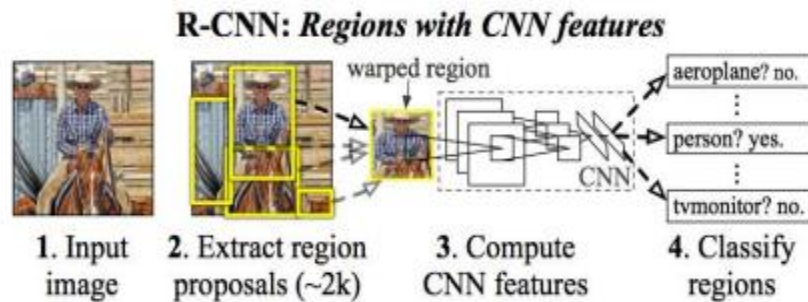 R-CNN: Regions with CNN features
warped region
aeroplane? no.
person? yes.
CNN
tvmonitor? no.
1. Input image
2. Extract region proposals (~2k)
3. Compute CNN features
4. Classify regions